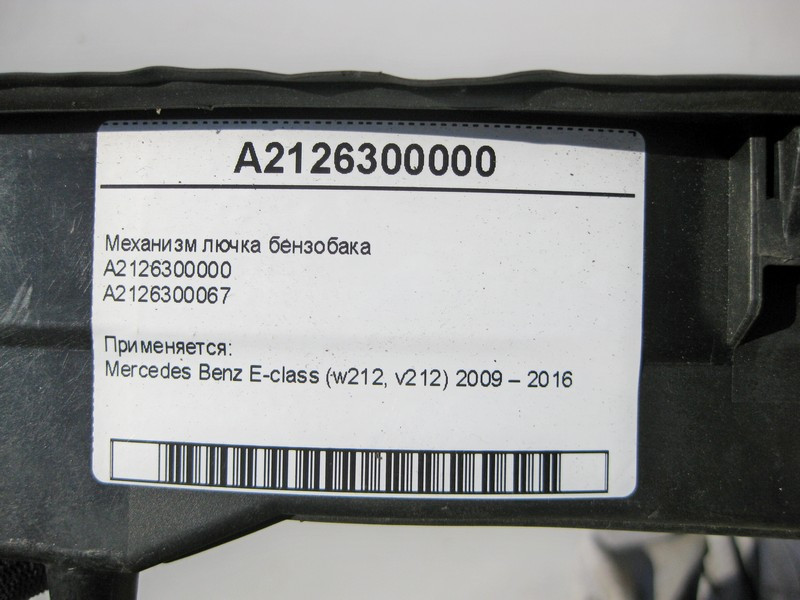 A2126300000
Механизм лючка бензобака
A2126300000
A2126300067
Применяется:
Mercedes Benz E-class (w212, v212) 2009 – 2016